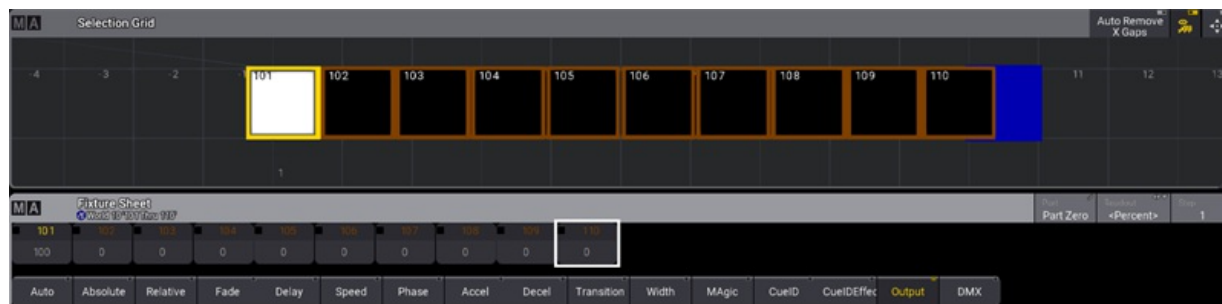 MA Selection Grid Auto Remove X Gaps
-4 -3 -2 101 102 103 104 105 106 107 108 109 110 11 12 13
1
MA Fixture Sheet Part Zero <Percent> 1
101 102 103 104 105 106 107 108 109 110
100 0 0 0 0 0 0 0 0 0
Auto Absolute Relative Fade Delay Speed Phase Accel Decel Transition Width MAgic CueID CueIDEffec Output DMX